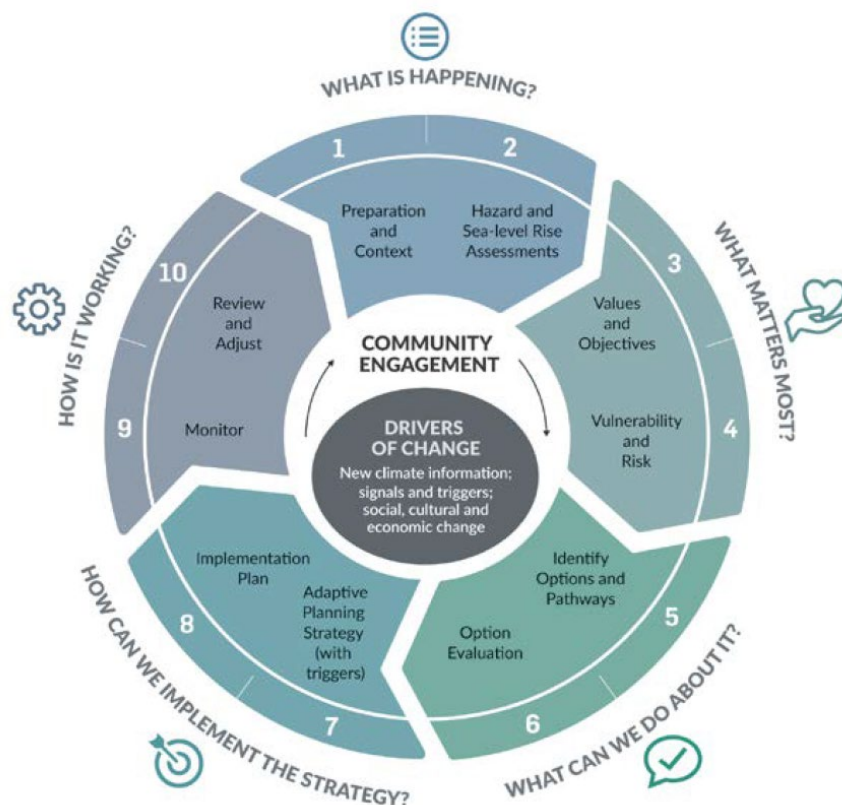 WHAT IS HAPPENING?
1
2
Preparation
and
Context
Hazard and
Sea-level Rise
Assessments
WHAT MATTERS MOST?
3
4
Values
and
Objectives
Vulnerability
and
Risk
WHAT CAN WE DO ABOUT IT?
5
6
Identify
Options and
Pathways
Option
Evaluation
HOW CAN WE IMPLEMENT THE STRATEGY?
7
8
Adaptive
Planning
Strategy
(with
triggers)
Implementation
Plan
HOW IS IT WORKING?
9
10
Monitor
Review
and
Adjust
COMMUNITY
ENGAGEMENT
DRIVERS
OF CHANGE
New climate information;
signals and triggers;
social, cultural and
economic change